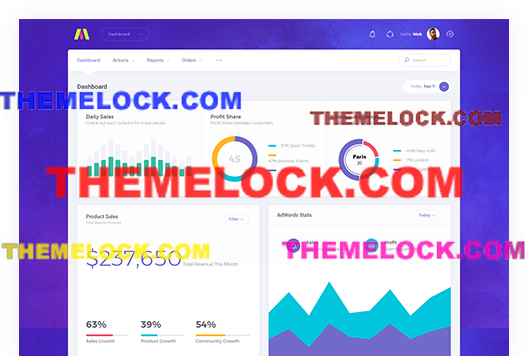 Dashboard
Hello, Nick
Dashboard Actions Reports Orders
Search...
Dashboard
Today: Sep 11
THEMELOCK.COM
THEMELOCK.COM
Daily Sales
Check out each column for more details
Profit Share
Profit Share between customers
45
37% Sport Tickets
47% Business Events
Paris
20
+10% New York
-7% London
THEMELOCK.COM
Product Sales
Total Sales By Products
Filter
AdWords Stats
Today
THEMELOCK.COM
THEMELOCK.COM
$237,650
Total Revenue This Month
63%
Sales Growth
39%
Product Growth
54%
Community Growth